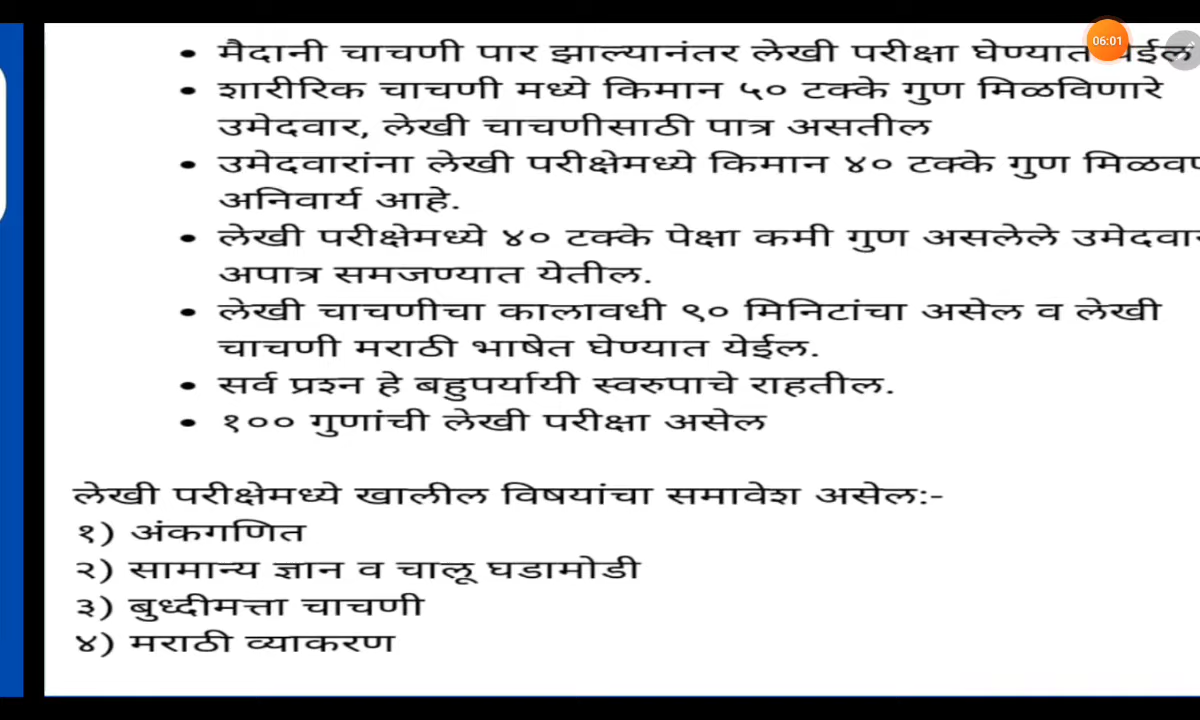 • मैदानी चाचणी पार झाल्यानंतर लेखी परीक्षा घेण्यात येईल
06:01
• शारीरिक चाचणी मध्ये किमान ५० टक्के गुण मिळविणारे
उमेदवार, लेखी चाचणीसाठी पात्र असतील
• उमेदवारांना लेखी परीक्षेमध्ये किमान ४० टक्के गुण
अनिवार्य आहे.
• लेखी परीक्षेमध्ये ४० टक्के पेक्षा कमी गुण असलेले उमेदवार
अपात्र समजण्यात येतील.
• लेखी चाचणीचा कालावधी ९० मिनिटांचा असेल व लेखी
चाचणी मराठी भाषेत घेण्यात येईल.
• सर्व प्रश्न हे बहुपर्यायी स्वरुपाचे राहतील.
• १०० गुणांची लेखी परीक्षा असेल
लेखी परीक्षेमध्ये खालील विषयांचा समावेश असेल:-
१) अंकगणित
२) सामान्य ज्ञान व चालू घडामोडी
३) बुध्दीमत्ता चाचणी
४) मराठी व्याकरण